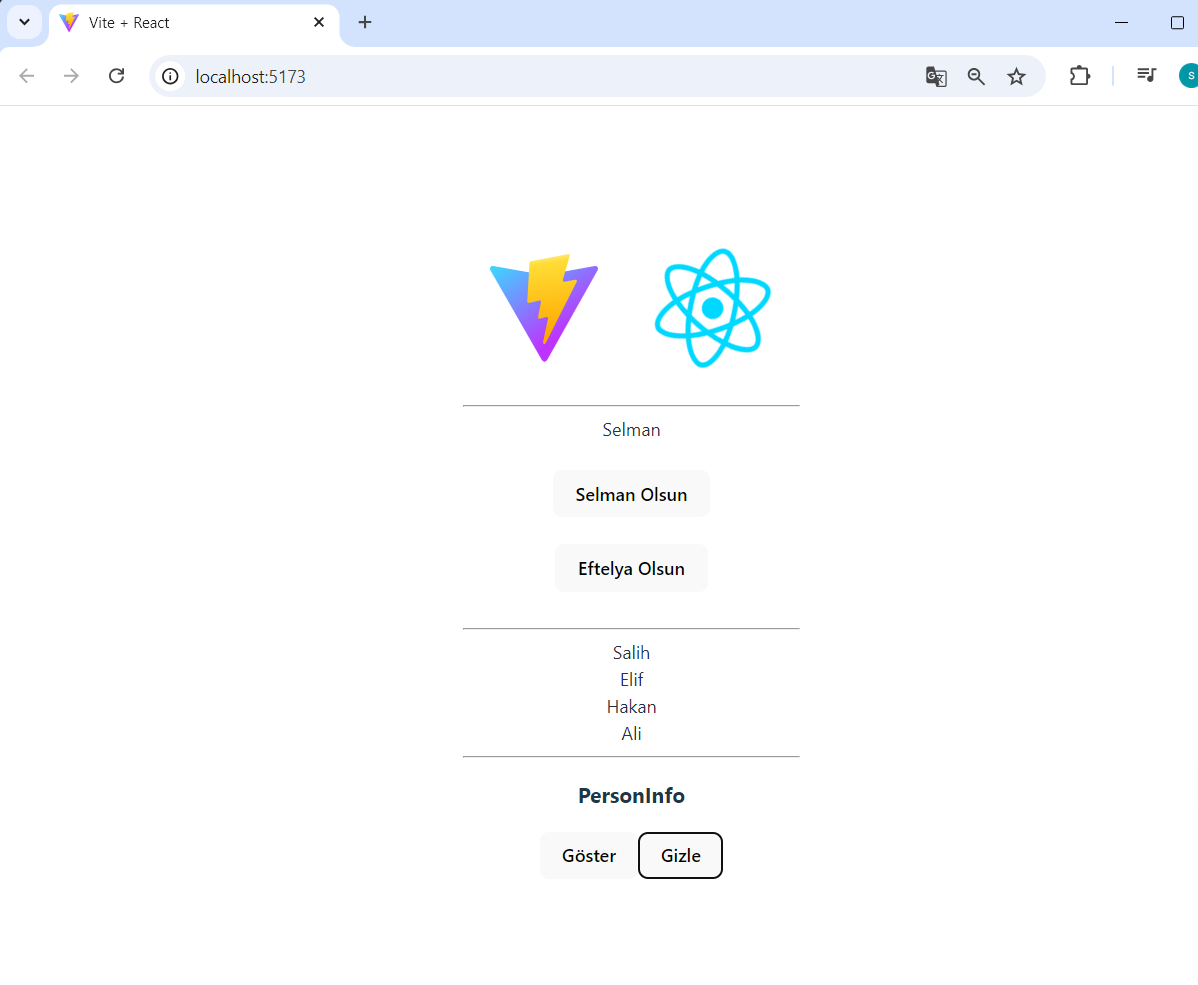 Vite + React
localhost:5173
S
Selman
Selman Olsun
Eftelya Olsun
Salih
Elif
Hakan
Ali
PersonInfo
Göster Gizle